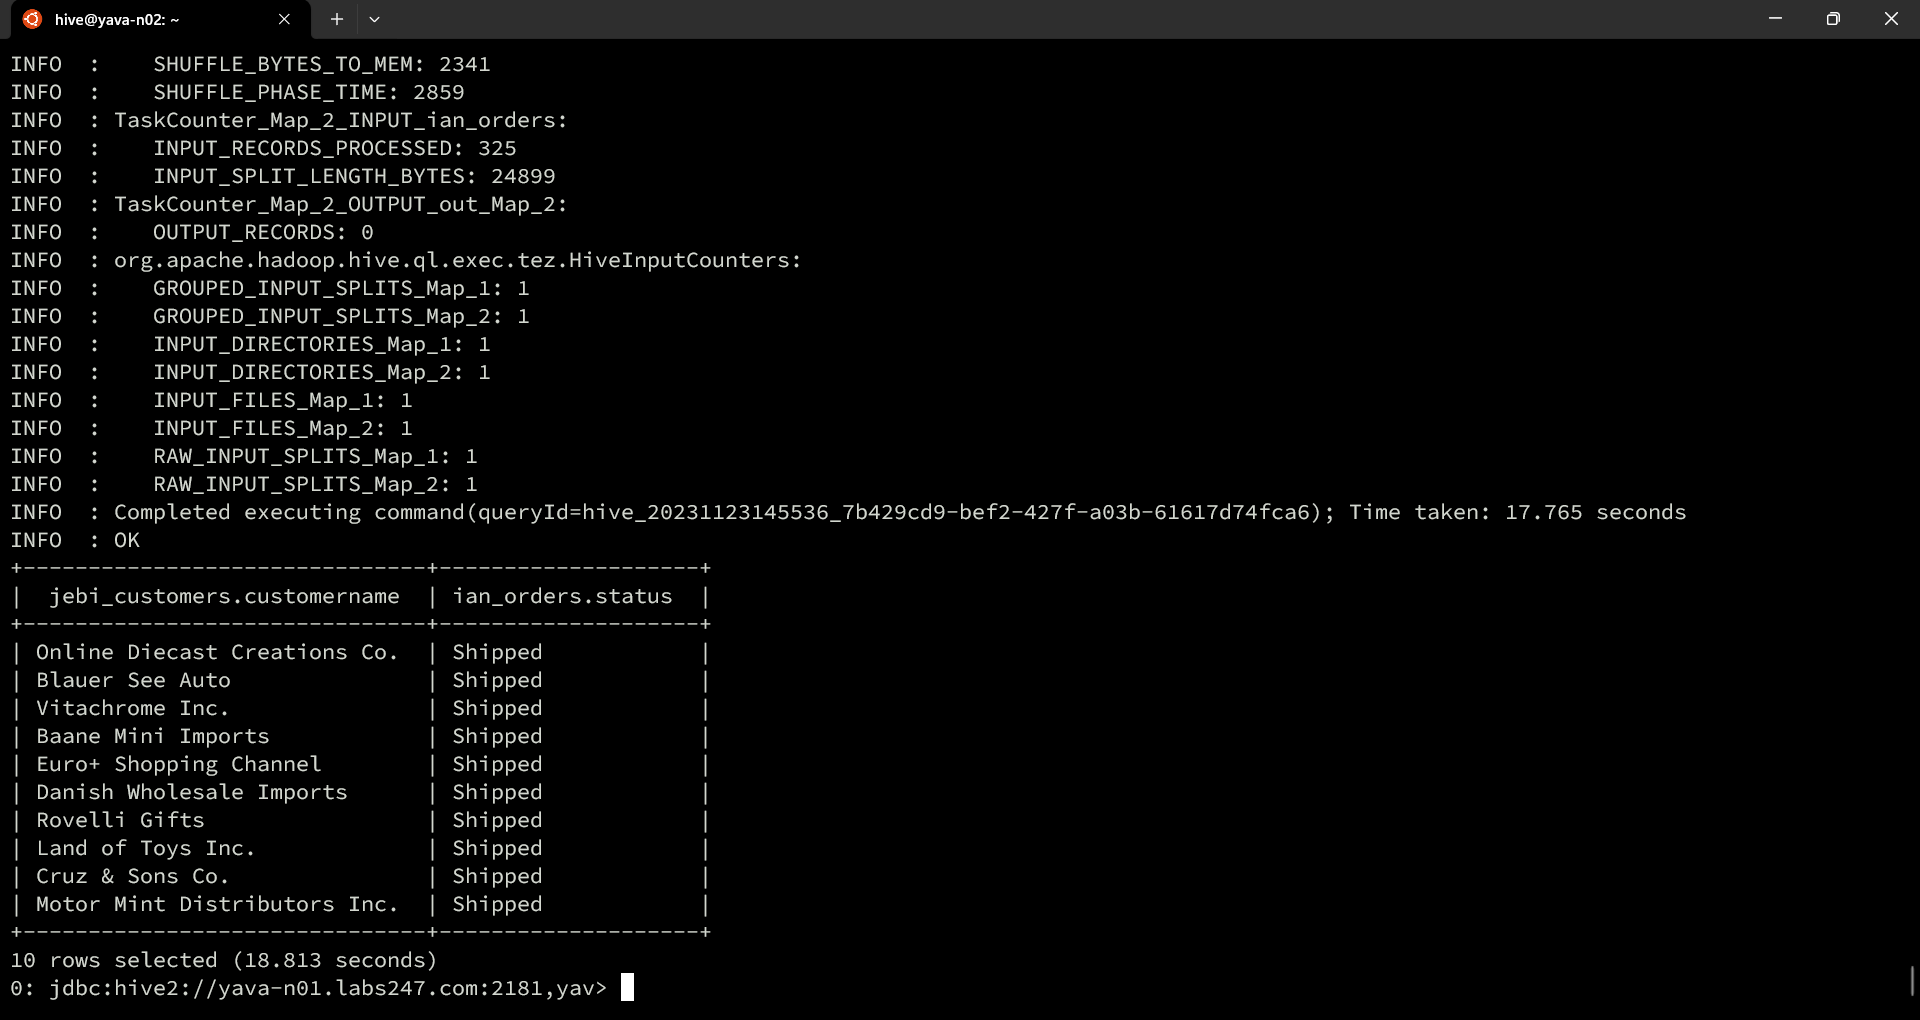 hive@yava-n02: ~
INFO  :    SHUFFLE_BYTES_TO_MEM: 2341
INFO  :    SHUFFLE_PHASE_TIME: 2859
INFO  : TaskCounter_Map_2_INPUT_ian_orders:
INFO  :    INPUT_RECORDS_PROCESSED: 325
INFO  :    INPUT_SPLIT_LENGTH_BYTES: 24899
INFO  : TaskCounter_Map_2_OUTPUT_out_Map_2:
INFO  :    OUTPUT_RECORDS: 0
INFO  : org.apache.hadoop.hive.ql.exec.tez.HiveInputCounters:
INFO  :    GROUPED_INPUT_SPLITS_Map_1: 1
INFO  :    GROUPED_INPUT_SPLITS_Map_2: 1
INFO  :    INPUT_DIRECTORIES_Map_1: 1
INFO  :    INPUT_DIRECTORIES_Map_2: 1
INFO  :    INPUT_FILES_Map_1: 1
INFO  :    INPUT_FILES_Map_2: 1
INFO  :    RAW_INPUT_SPLITS_Map_1: 1
INFO  :    RAW_INPUT_SPLITS_Map_2: 1
INFO  : Completed executing command(queryId=hive_20231123145536_7b429cd9-bef2-427f-a03b-61617d74fca6); Time taken: 17.765 seconds
INFO  : OK
+-------------------------------+--------------------+
|  jebi_customers.customername  | ian_orders.status  |
+-------------------------------+--------------------+
| Online Diecast Creations Co.  | Shipped            |
| Blauer See Auto               | Shipped            |
| Vitachrome Inc.               | Shipped            |
| Baane Mini Imports            | Shipped            |
| Euro+ Shopping Channel        | Shipped            |
| Danish Wholesale Imports      | Shipped            |
| Rovelli Gifts                 | Shipped            |
| Land of Toys Inc.             | Shipped            |
| Cruz & Sons Co.               | Shipped            |
| Motor Mint Distributors Inc.  | Shipped            |
+-------------------------------+--------------------+
10 rows selected (18.813 seconds)
0: jdbc:hive2://yava-n01.labs247.com:2181,yav>